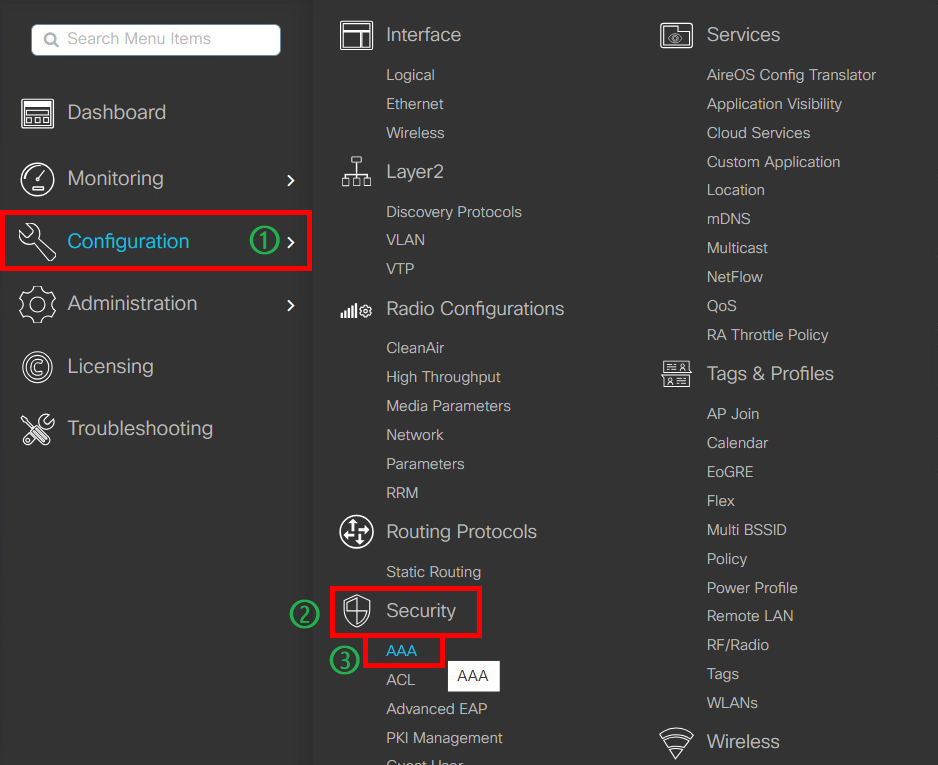 Search Menu Items
Dashboard
Monitoring
Configuration
1
Administration
Licensing
Troubleshooting
Interface
Logical
Ethernet
Wireless
Layer2
Discovery Protocols
VLAN
VTP
Radio Configurations
CleanAir
High Throughput
Media Parameters
Network
Parameters
RRM
Routing Protocols
Static Routing
2
Security
3
AAA
AAA
ACL
Advanced EAP
PKI Management
Guest User
Services
AireOS Config Translator
Application Visibility
Cloud Services
Custom Application
Location
mDNS
Multicast
NetFlow
QoS
RA Throttle Policy
Tags & Profiles
AP Join
Calendar
EoGRE
Flex
Multi BSSID
Policy
Power Profile
Remote LAN
RF/Radio
Tags
WLANs
Wireless